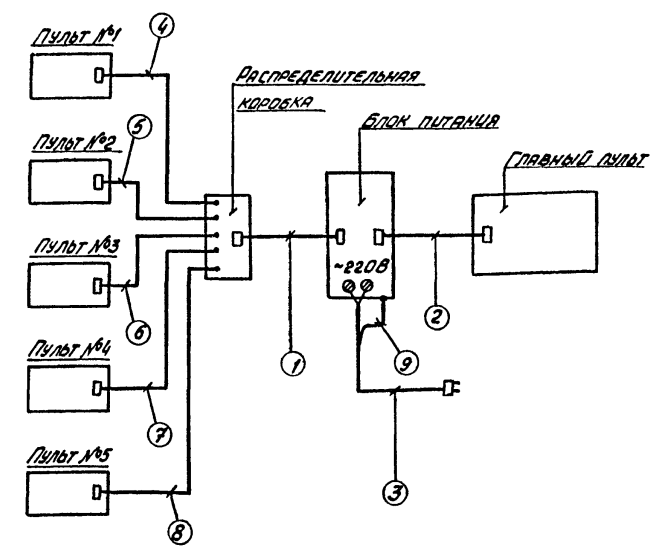 Пульт №1
4
Распределительная
коробка
Пульт №2
5
Блок питания
Главный пульт
Пульт №3
6
~220В
1
2
9
Пульт №4
7
3
Пульт №5
8